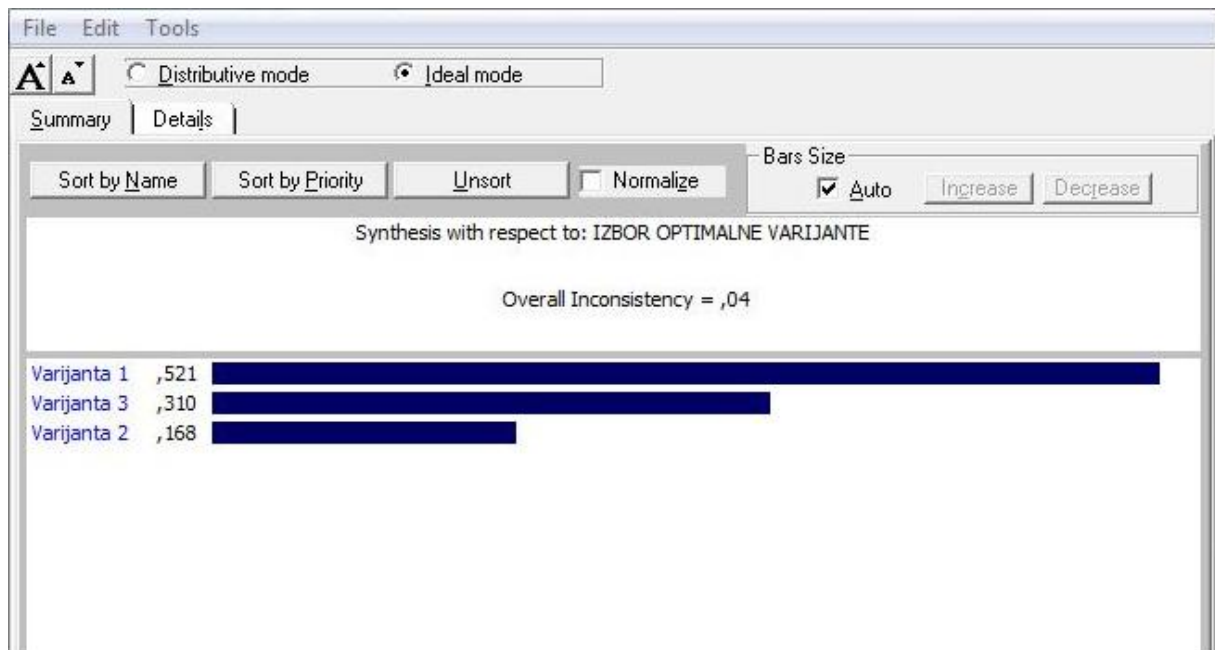 File Edit Tools
A A Distributive mode Ideal mode
Summary Details
Sort by Name Sort by Priority Unsort Normalize Bars Size Auto Increase Decrease
Synthesis with respect to: IZBOR OPTIMALNE VARIJANTE
Overall Inconsistency = ,04
Varijanta 1 ,521
Varijanta 3 ,310
Varijanta 2 ,168